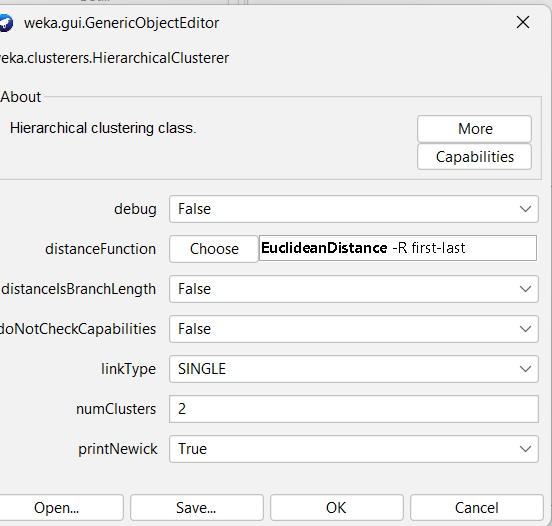 weka.gui.GenericObjectEditor
weka.clusterers.HierarchicalClusterer
About
Hierarchical clustering class.
More
Capabilities
debug False
distanceFunction Choose EuclideanDistance -R first-last
distanceIsBranchLength False
doNotCheckCapabilities False
linkType SINGLE
numClusters 2
printNewick True
Open... Save... OK Cancel